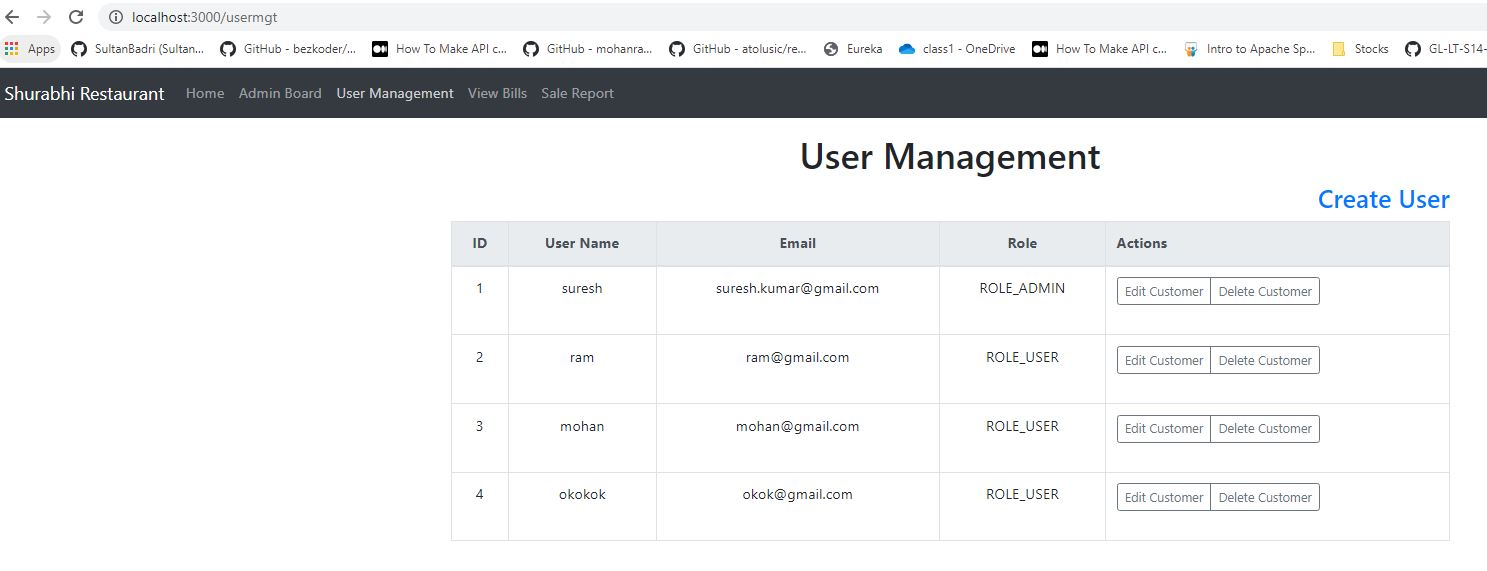 localhost:3000/usermgt
Apps SultanBadri (Sultan... GitHub - bezkoder/... How To Make API c... GitHub - mohanra... GitHub - atolusic/re... Eureka class1 - OneDrive How To Make API c... Intro to Apache Sp... Stocks GL-LT-S14-
Shurabhi Restaurant Home Admin Board User Management View Bills Sale Report
User Management
Create User
ID User Name Email Role Actions
1 suresh suresh.kumar@gmail.com ROLE_ADMIN Edit Customer Delete Customer
2 ram ram@gmail.com ROLE_USER Edit Customer Delete Customer
3 mohan mohan@gmail.com ROLE_USER Edit Customer Delete Customer
4 okokok okok@gmail.com ROLE_USER Edit Customer Delete Customer